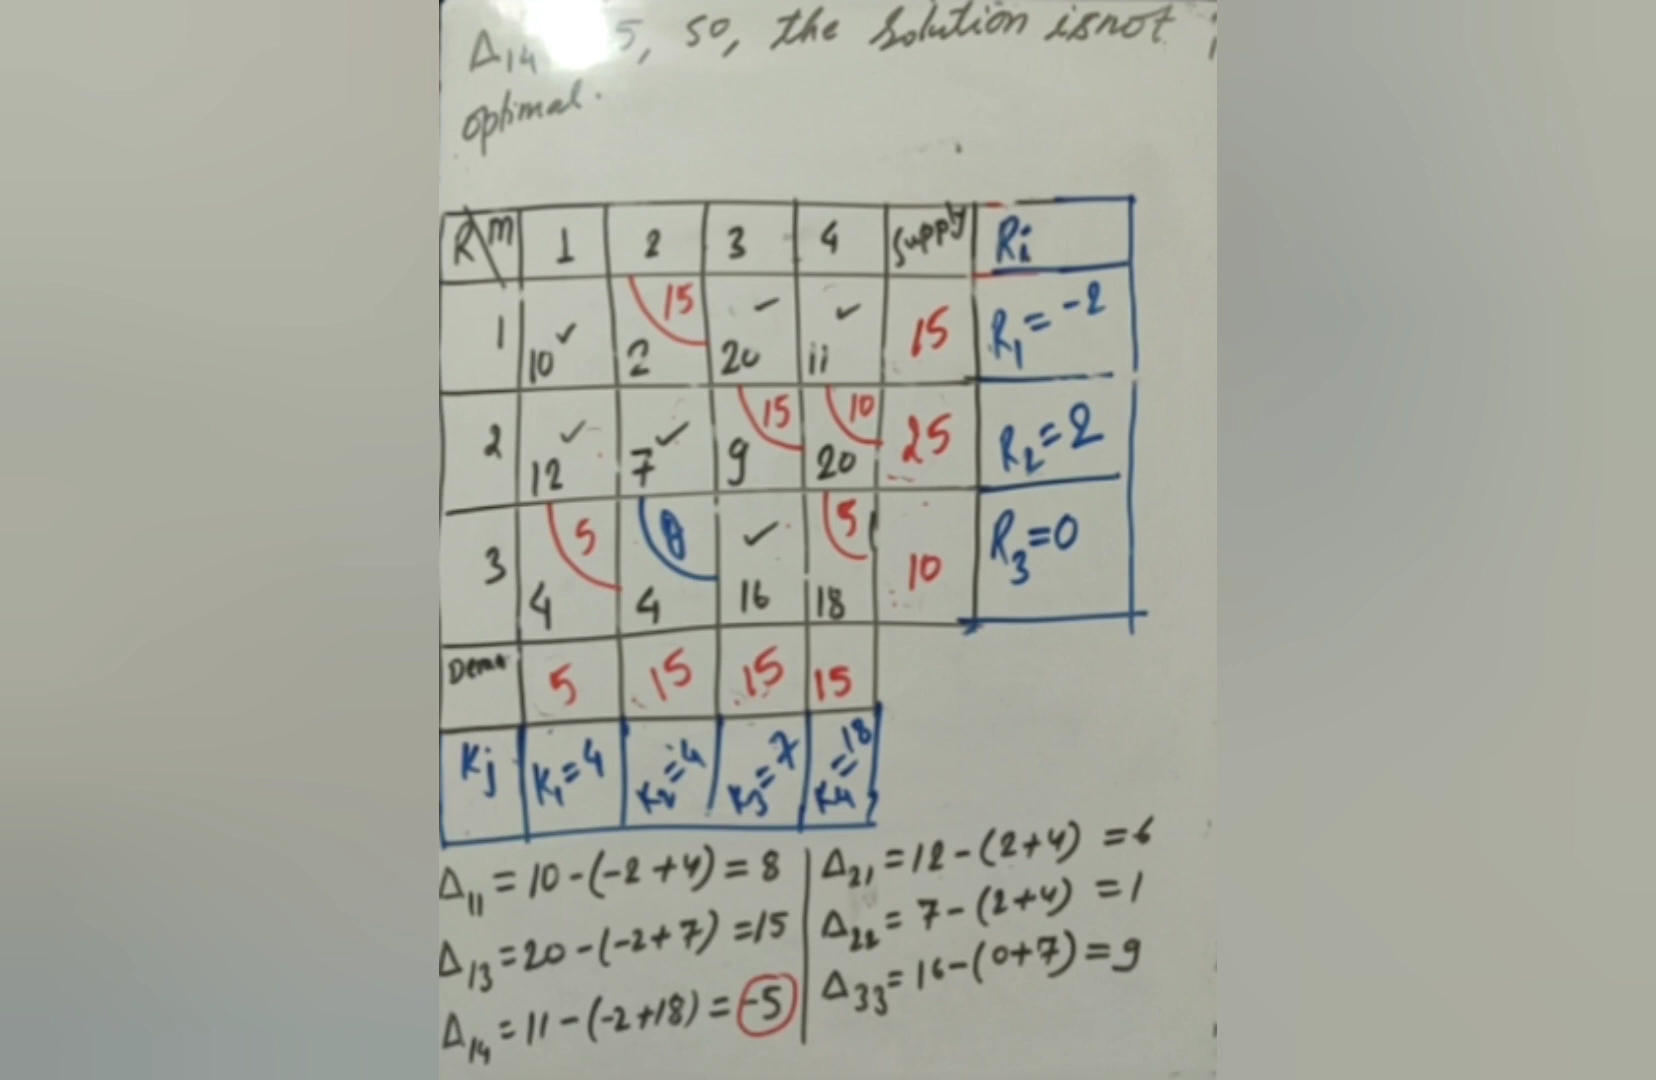 Δ14 5, so, the solution is not
optimal.
R m 1 2 3 4 Supply Ri
1 10 ✓ 2 15 20 – 11 ✓ 15 R1 = -2
2 12 ✓ 7 ✓ 9 15 20 10 25 R2 = 2
3 4 5 4 θ 16 ✓ 18 5 10 R3 = 0
5 15 15 15
Kj K1 = 4 K2 = 4 K3 = 7 K4 = 18
Δ11 = 10 - (-2 + 4) = 8
Δ13 = 20 - (-2 + 7) = 15
Δ14 = 11 - (-2 + 18) = -5
Δ21 = 12 - (2 + 4) = 6
Δ22 = 7 - (2 + 4) = 1
Δ33 = 16 - (0 + 7) = 9